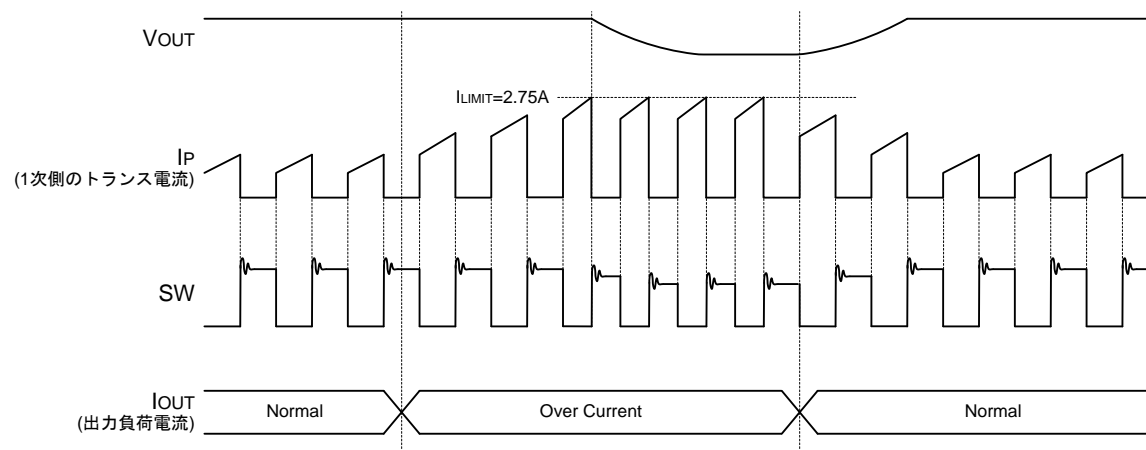 VOUT
ILIMIT=2.75A
IP
(1次側のトランス電流)
SW
IOUT
(出力負荷電流)
Normal
Over Current
Normal